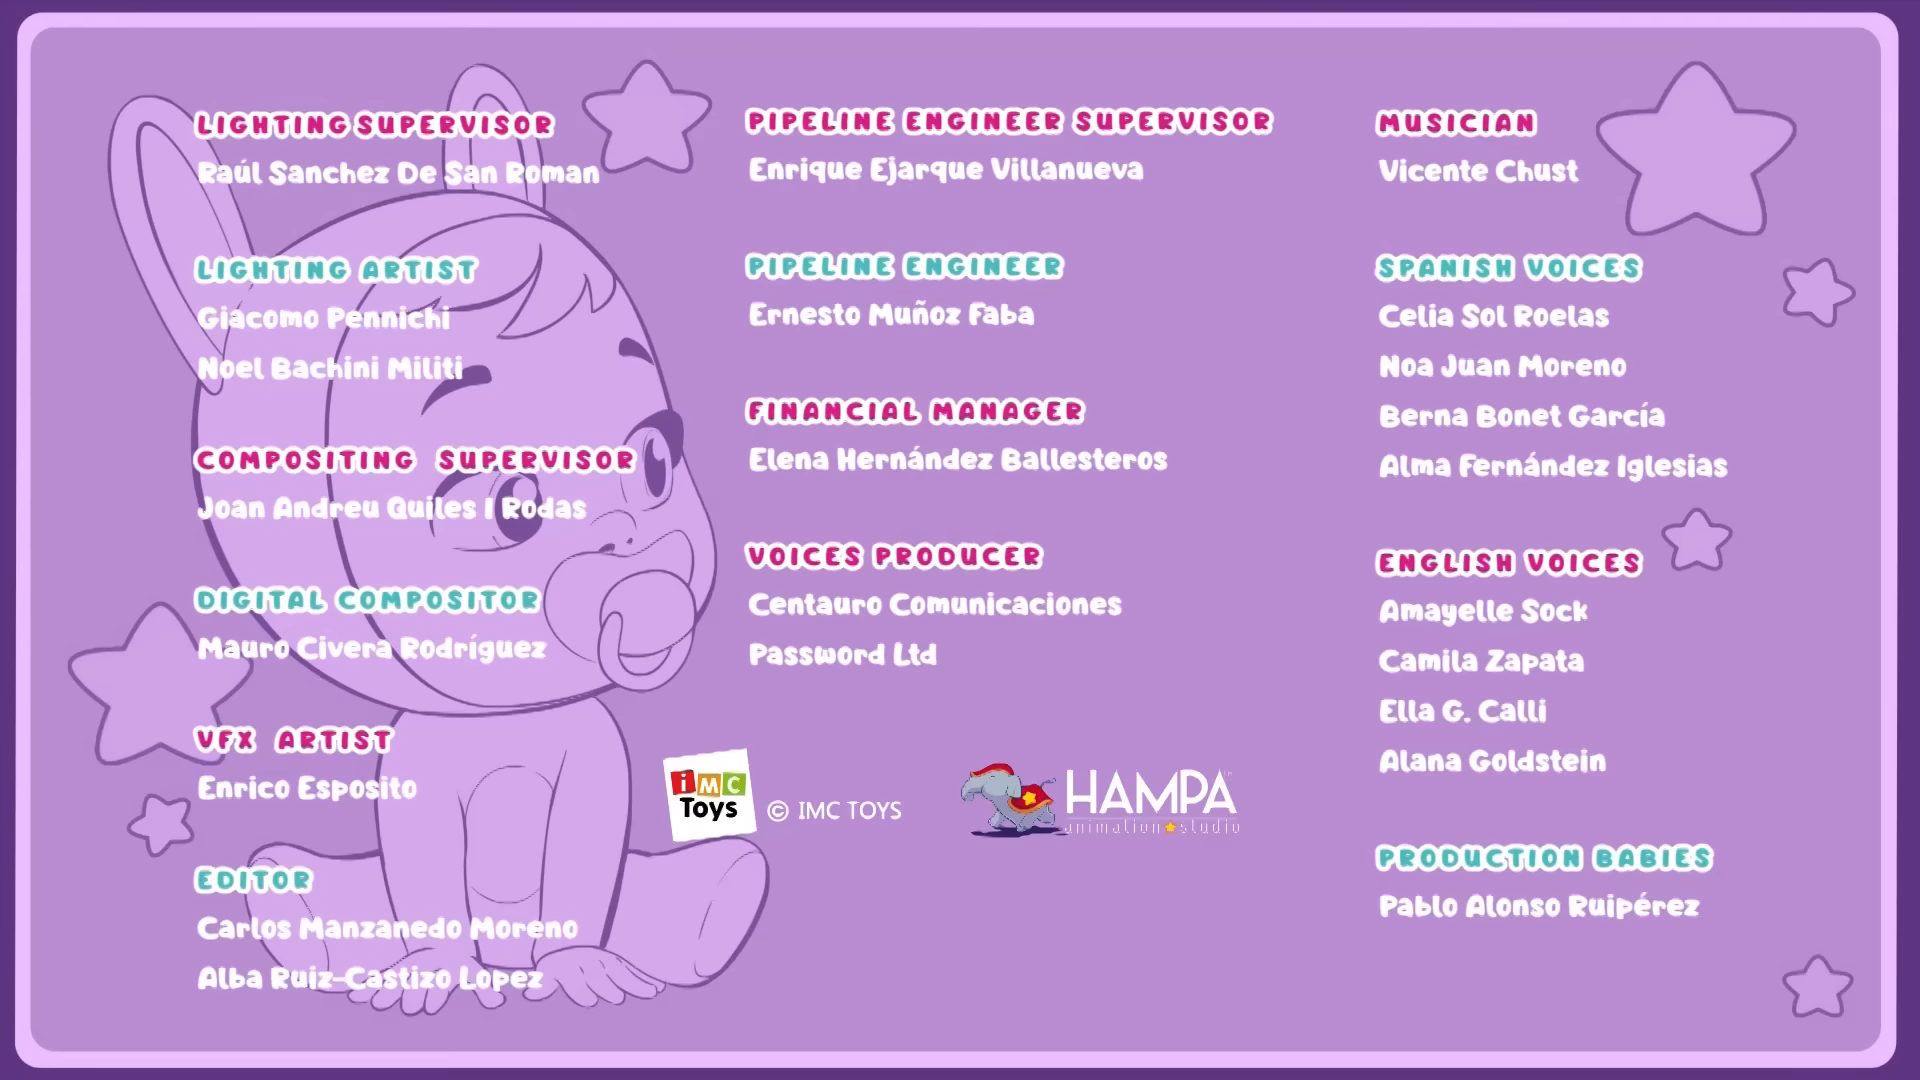 LIGHTING SUPERVISOR
Raúl Sanchez De San Roman
LIGHTING ARTIST
Giacomo Pennichi
Noel Bachini Militi
COMPOSITING SUPERVISOR
Joan Andreu Quiles I Rodas
DIGITAL COMPOSITOR
Mauro Civera Rodríguez
VFX ARTIST
Enrico Esposito
EDITOR
Carlos Manzanedo Moreno
Alba Ruiz-Castizo Lopez
PIPELINE ENGINEER SUPERVISOR
Enrique Ejarque Villanueva
PIPELINE ENGINEER
Ernesto Muñoz Faba
FINANCIAL MANAGER
Elena Hernández Ballesteros
VOICES PRODUCER
Centauro Comunicaciones
Password Ltd
iMC
Toys
© IMC TOYS
HAMPA
animation studio
MUSICIAN
Vicente Chust
SPANISH VOICES
Celia Sol Roelas
Noa Juan Moreno
Berna Bonet García
Alma Fernández Iglesias
ENGLISH VOICES
Amayelle Sock
Camila Zapata
Ella G. Calli
Alana Goldstein
PRODUCTION BABIES
Pablo Alonso Ruipérez